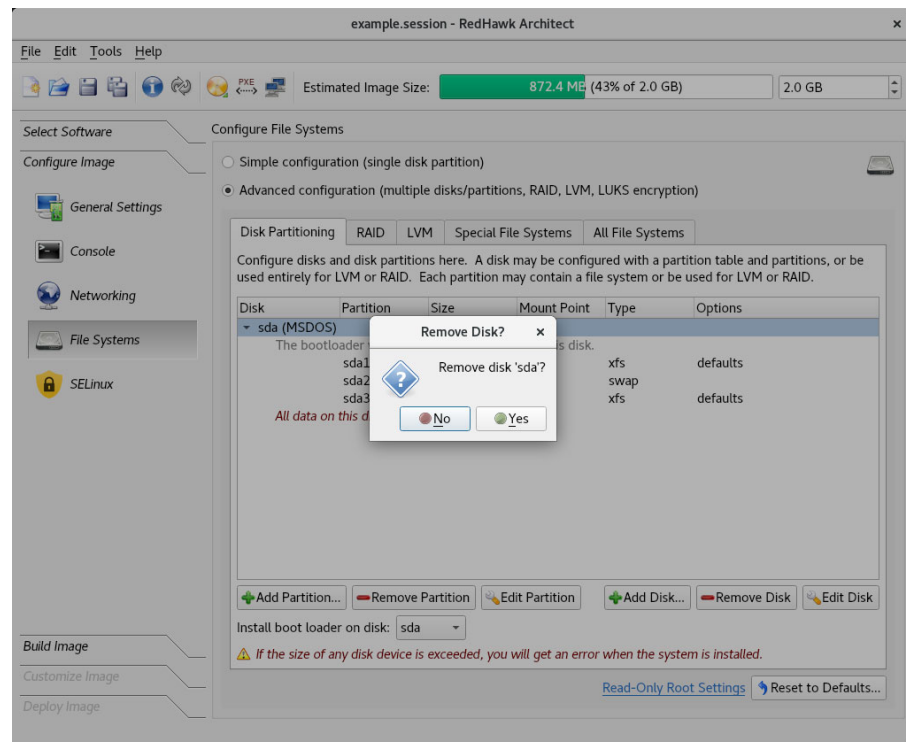 example.session - RedHawk Architect
File Edit Tools Help
PXE Estimated Image Size: 872.4 MB (43% of 2.0 GB) 2.0 GB
Select Software
Configure Image
General Settings
Console
Networking
File Systems
SELinux
Build Image
Customize Image
Deploy Image
Configure File Systems
Simple configuration (single disk partition)
Advanced configuration (multiple disks/partitions, RAID, LVM, LUKS encryption)
Disk Partitioning RAID LVM Special File Systems All File Systems
Configure disks and disk partitions here. A disk may be configured with a partition table and partitions, or be
used entirely for LVM or RAID. Each partition may contain a file system or be used for LVM or RAID.
Disk Partition Size Mount Point Type Options
sda (MSDOS)
The bootloader is disk.
sda1 xfs defaults
sda2 swap
sda3 xfs defaults
All data on this
Remove Disk? ×
? Remove disk 'sda'?
No Yes
Add Partition... Remove Partition Edit Partition Add Disk... Remove Disk Edit Disk
Install boot loader on disk: sda
If the size of any disk device is exceeded, you will get an error when the system is installed.
Read-Only Root Settings Reset to Defaults...